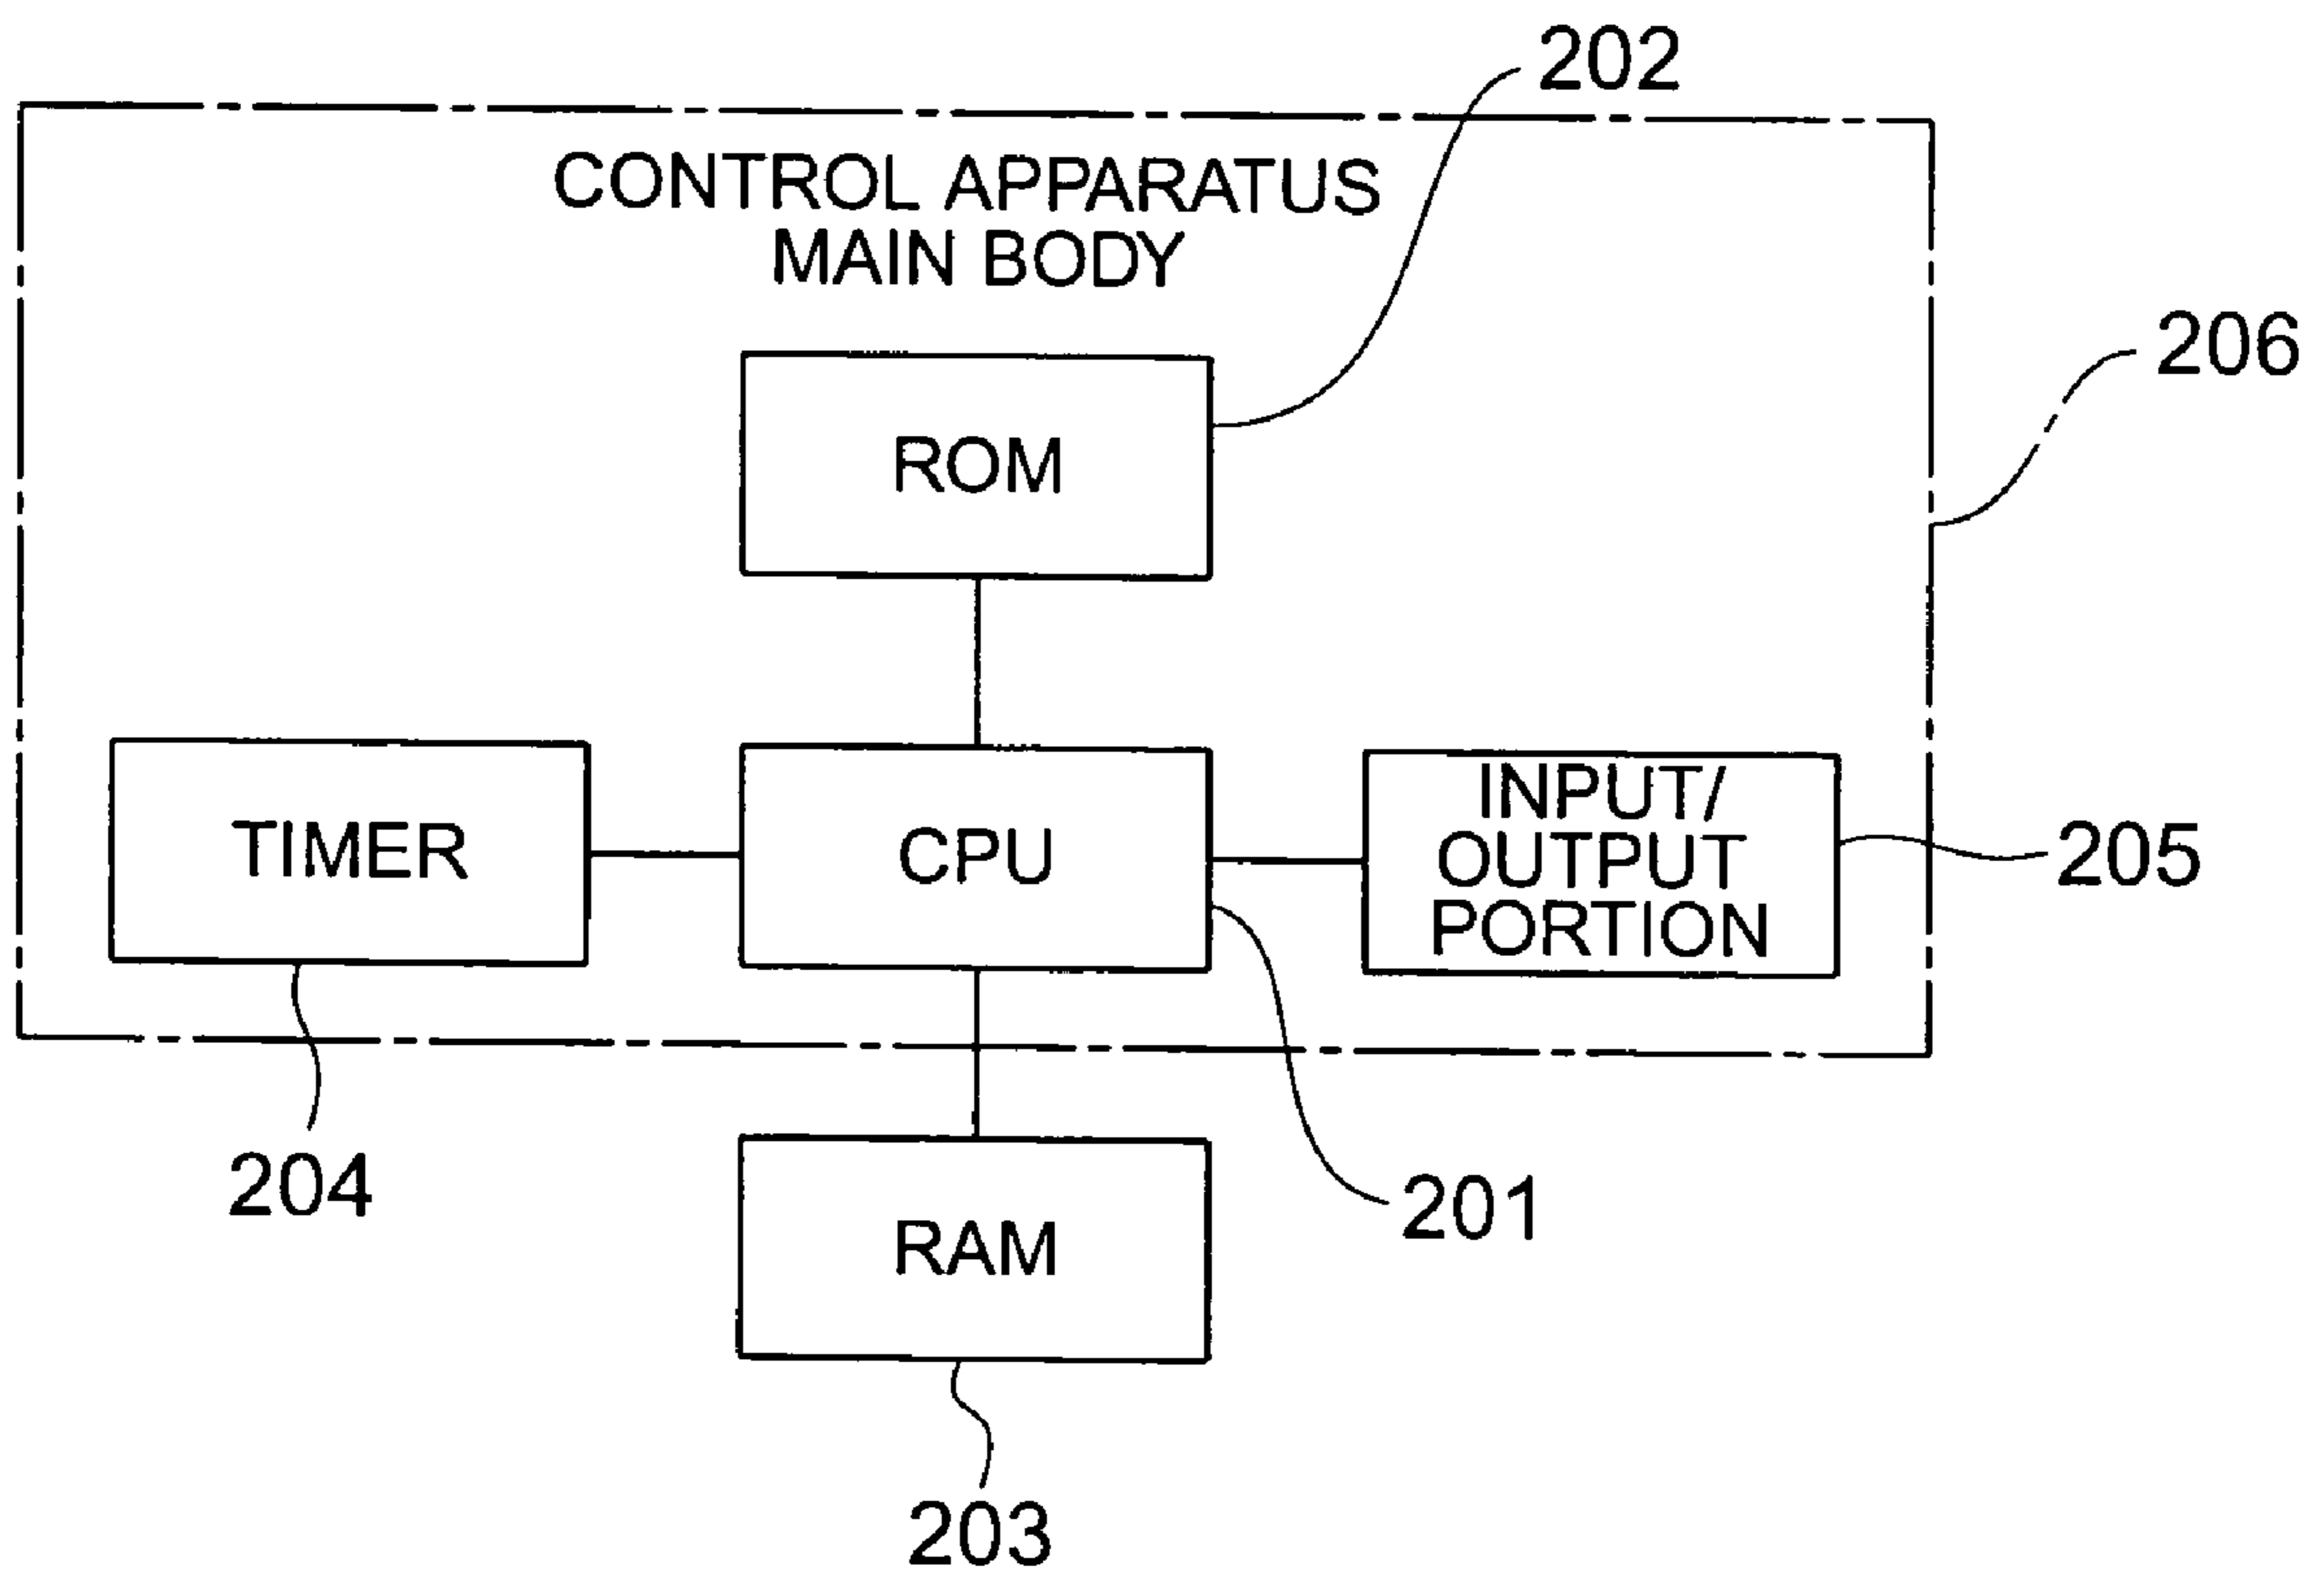 202
CONTROL APPARATUS
MAIN BODY
206
ROM
TIMER
CPU
INPUT/
OUTPUT
PORTION
205
204
201
RAM
203